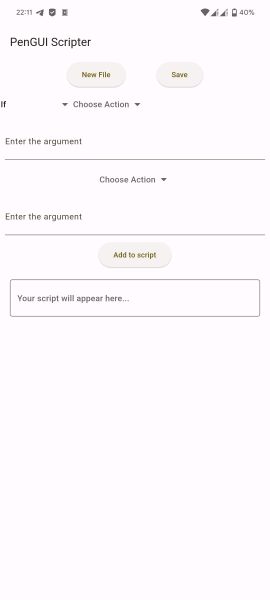 22:11 40%
PenGUI Scripter
New File Save
If Choose Action
Enter the argument
Choose Action
Enter the argument
Add to script
Your script will appear here...